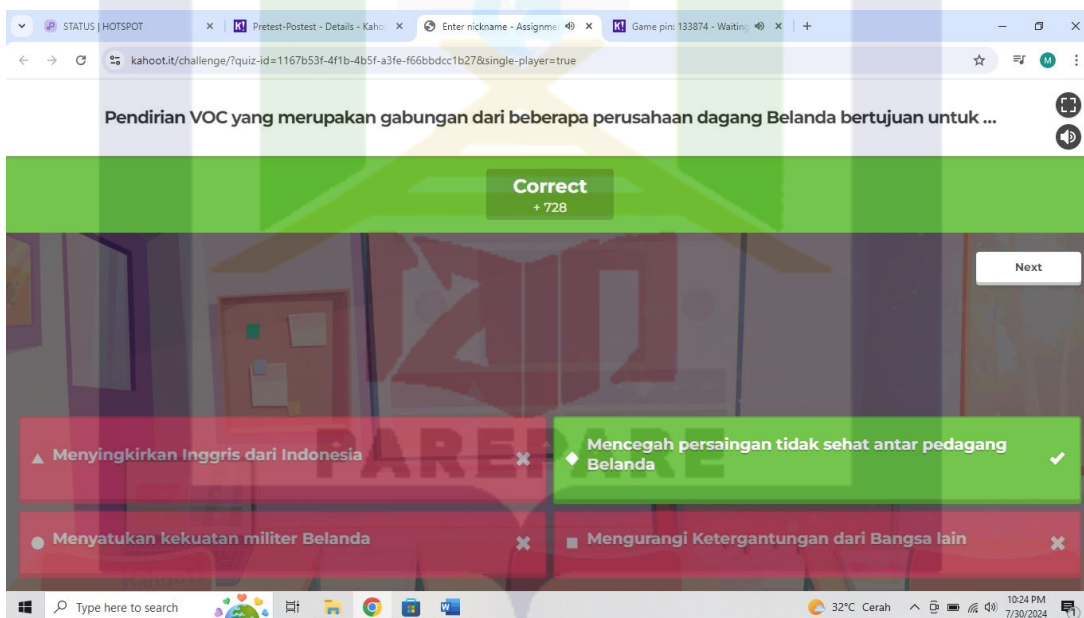 STATUS | HOTSPOT
Pretest-Postest - Details - Kaho
Enter nickname - Assignme
Game pin: 133874 - Waiting
kahoot.it/challenge/?quiz-id=1167b53f-4f1b-4b5f-a3fe-f66bbdcc1b27&single-player=true
M
Pendirian VOC yang merupakan gabungan dari beberapa perusahaan dagang Belanda bertujuan untuk ...
Correct
+ 728
Next
Menyingkirkan Inggris dari Indonesia
Mencegah persaingan tidak sehat antar pedagang
Belanda
PAREPARE
Menyatukan kekuatan militer Belanda
Mengurangi Ketergantungan dari Bangsa lain
Type here to search
32°C Cerah
10:24 PM
7/30/2024